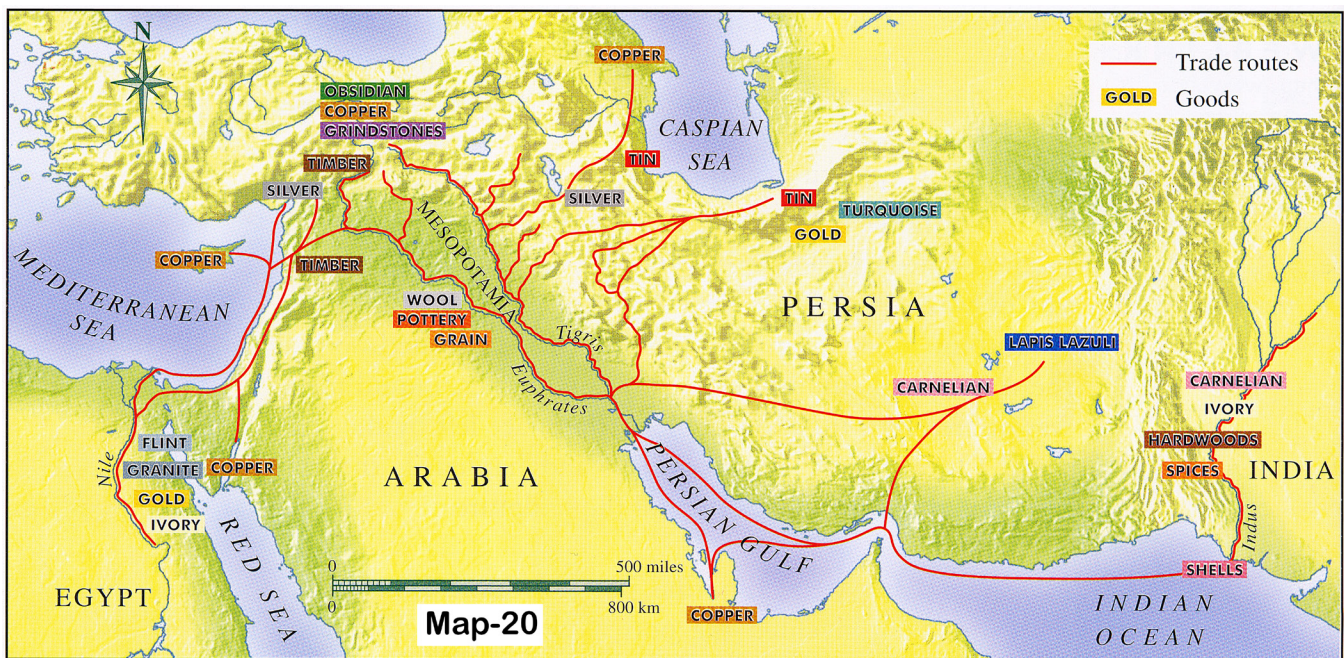 N
COPPER
Trade routes
GOLD Goods
OBSIDIAN
COPPER
GRINDSTONES
CASPIAN
SEA
TIMBER
TIN
SILVER
SILVER
TIN
TURQUOISE
GOLD
MESOPOTAMIA
COPPER
TIMBER
MEDITERRANEAN
SEA
WOOL
POTTERY
GRAIN
PERSIA
Tigris
Euphrates
LAPIS LAZULI
CARNELIAN
CARNELIAN
IVORY
HARDWOODS
SPICES
INDIA
Indus
Nile
FLINT
GRANITE
COPPER
GOLD
IVORY
ARABIA
PERSIAN GULF
RED SEA
EGYPT
0 500 miles
0 800 km
Map-20
COPPER
SHELLS
INDIAN
OCEAN